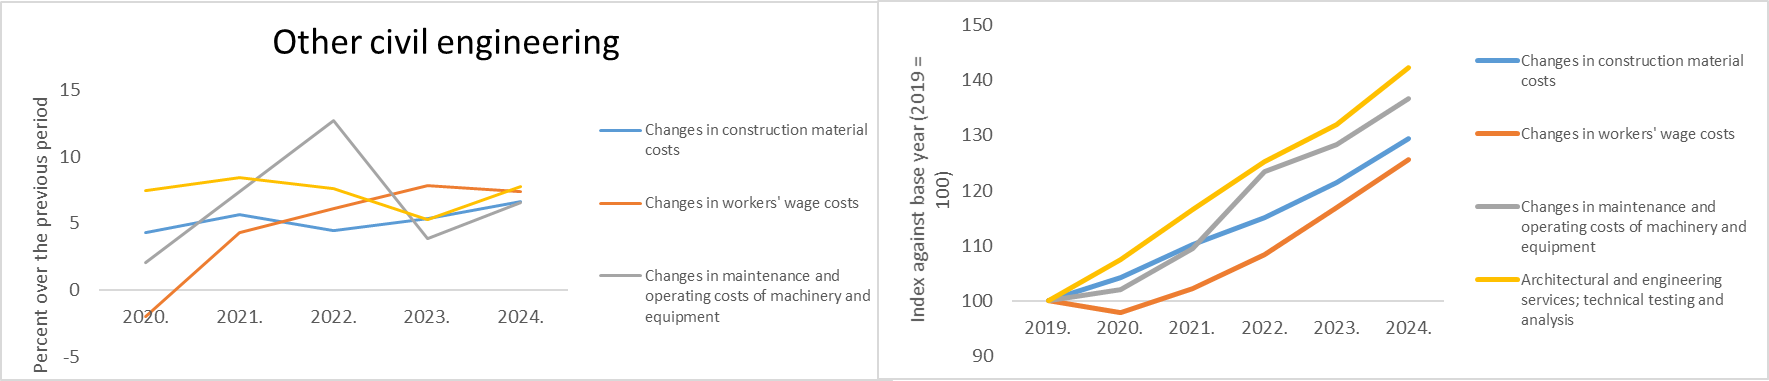 Other civil engineering
Percent over the previous period
15
10
5
0
-5
2020.
2021.
2022.
2023.
2024.
Changes in construction material
costs
Changes in workers' wage costs
Changes in maintenance and
operating costs of machinery and
equipment
Index against base year (2019 =
100)
150
140
130
120
110
100
90
2019.
2020.
2021.
2022.
2023.
2024.
Changes in construction material
costs
Changes in workers' wage costs
Changes in maintenance and
operating costs of machinery and
equipment
Architectural and engineering
services; technical testing and
analysis